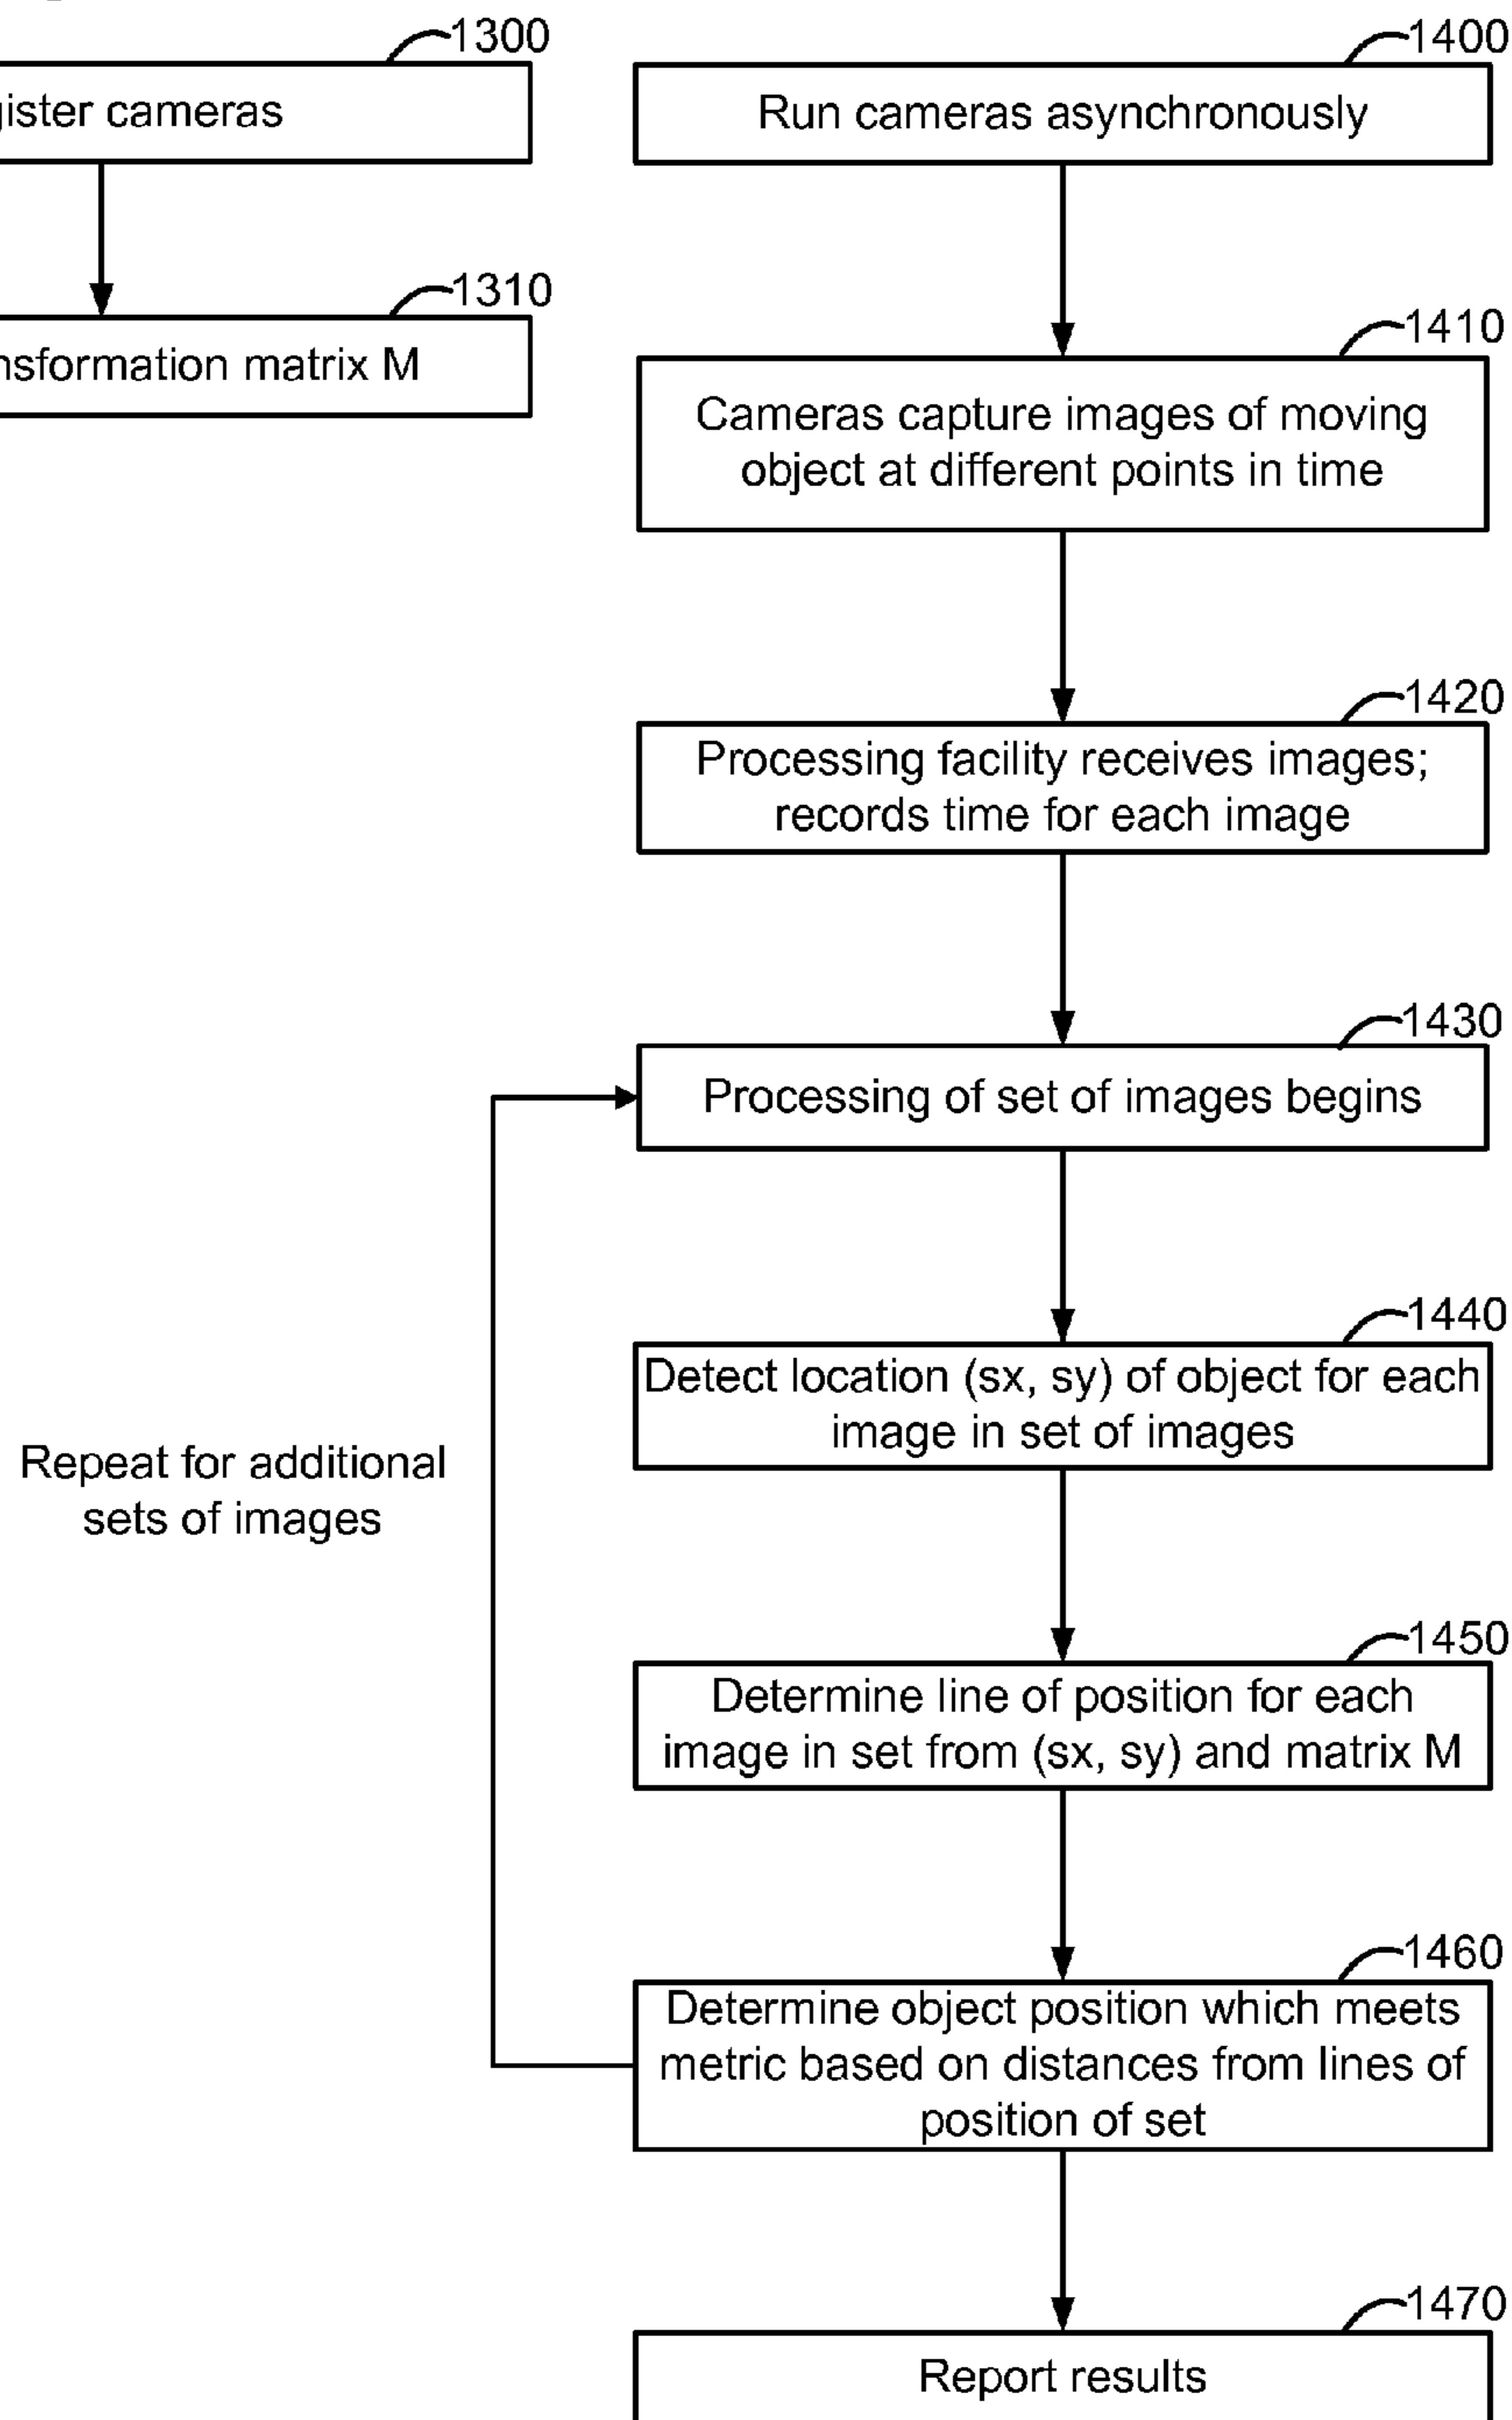 1300
cameras
1310
matrix M
1400
Run cameras asynchronously
1410
Cameras capture images of moving
object at different points in time
1420
Processing facility receives images;
records time for each image
1430
Processing of set of images begins
1440
Detect location (sx, sy) of object for each
image in set of images
1450
Determine line of position for each
image in set from (sx, sy) and matrix M
1460
Determine object position which meets
metric based on distances from lines of
position of set
Repeat for additional
sets of images
1470
Report results